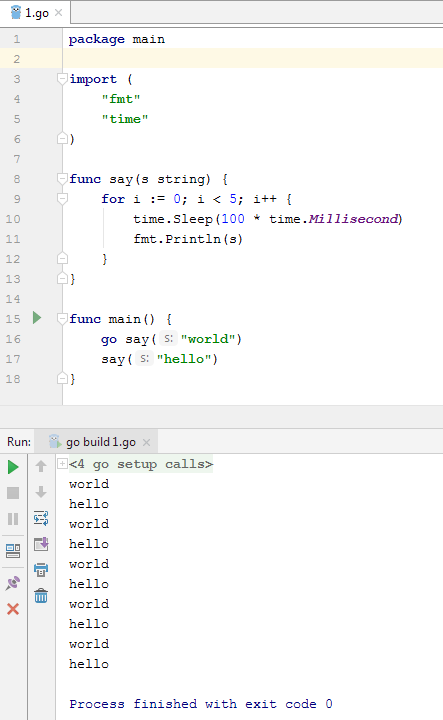 1.go
1 package main
2
3 import (
4     "fmt"
5     "time"
6 )
7
8 func say(s string) {
9     for i := 0; i < 5; i++ {
10         time.Sleep(100 * time.Millisecond)
11         fmt.Println(s)
12     }
13 }
14
15 func main() {
16     go say( s: "world")
17     say( s: "hello")
18 }
Run: go build 1.go
<4 go setup calls>
world
hello
world
hello
world
hello
world
hello
world
hello
Process finished with exit code 0